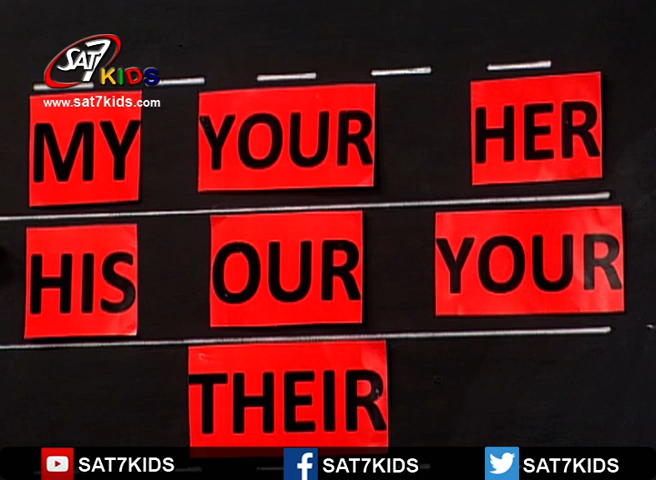 SAT7
KIDS
www.sat7kids.com
MY YOUR HER
HIS OUR YOUR
THEIR
SAT7KIDS SAT7KIDS SAT7KIDS